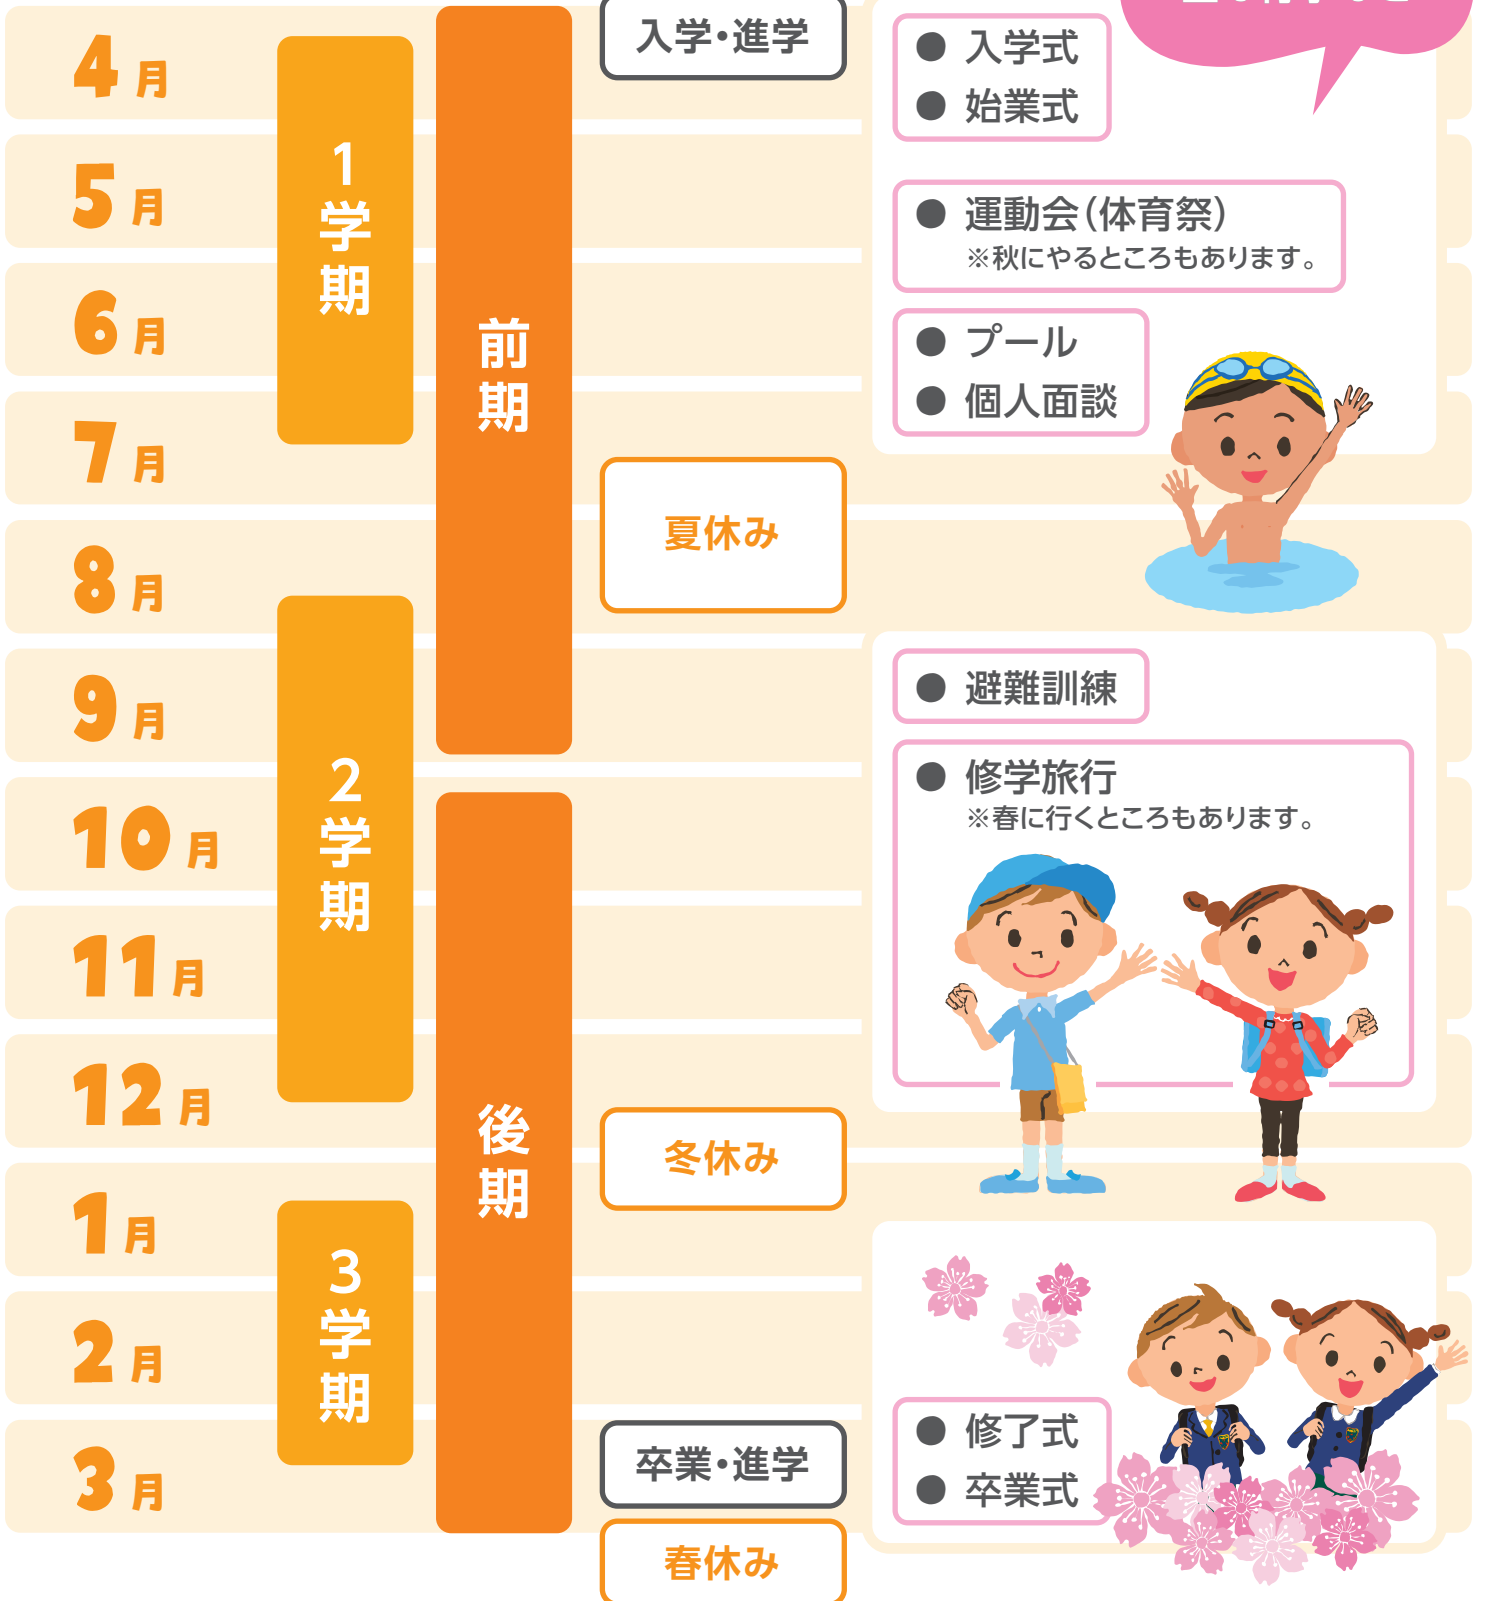 入学・進学
4月
5月
6月
7月
8月
9月
10月
11月
12月
1月
2月
3月
1学期
2学期
3学期
前期
後期
夏休み
冬休み
卒業・進学
春休み
● 入学式
● 始業式
● 運動会(体育祭)
※秋にやるところもあります。
● プール
● 個人面談
● 避難訓練
● 修学旅行
※春に行くところもあります。
● 修了式
● 卒業式